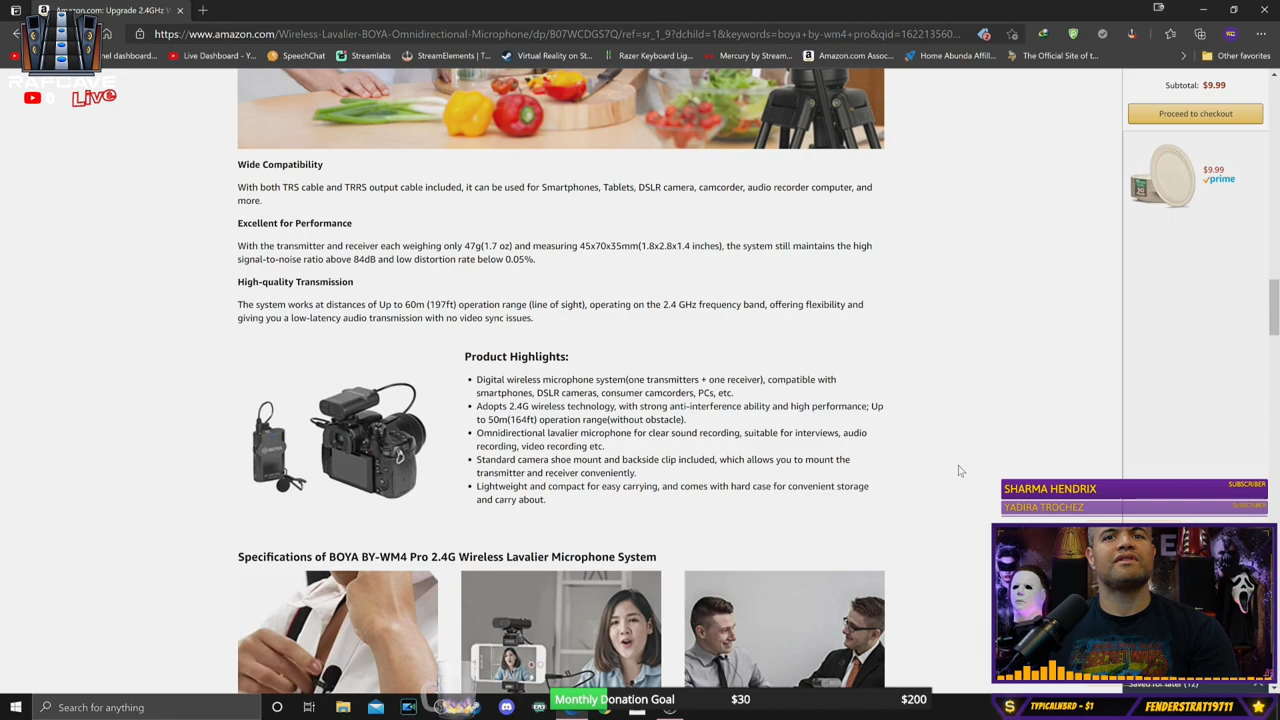 Amazon.com: Upgrade 2.4GHz V
https://www.amazon.com/Wireless-Lavalier-BOYA-Omnidirectional-Microphone/dp/B07WCDGS7Q/ref=sr_1_9?dchild=1&keywords=boya+by-wm4+pro+&qid=162213560...
nel dashboard...
Live Dashboard - Y...
SpeechChat
Streamlabs
StreamElements | T...
Virtual Reality on St...
Razer Keyboard Lig...
Mercury by Stream...
Amazon.com Assoc...
Home Abunda Affil...
The Official Site of t...
Other favorites
RAFCAVE
0
Live
Subtotal: $9.99
Proceed to checkout
$9.99
prime
Wide Compatibility
With both TRS cable and TRRS output cable included, it can be used for Smartphones, Tablets, DSLR camera, camcorder, audio recorder computer, and
more.
Excellent for Performance
With the transmitter and receiver each weighing only 47g(1.7 oz) and measuring 45x70x35mm(1.8x2.8x1.4 inches), the system still maintains the high
signal-to-noise ratio above 84dB and low distortion rate below 0.05%.
High-quality Transmission
The system works at distances of Up to 60m (197ft) operation range (line of sight), operating on the 2.4 GHz frequency band, offering flexibility and
giving you a low-latency audio transmission with no video sync issues.
Product Highlights:
Digital wireless microphone system(one transmitters + one receiver), compatible with
smartphones, DSLR cameras, consumer camcorders, PCs, etc.
Adopts 2.4G wireless technology, with strong anti-interference ability and high performance; Up
to 50m(164ft) operation range(without obstacle).
Omnidirectional lavalier microphone for clear sound recording, suitable for interviews, audio
recording, video recording etc.
Standard camera shoe mount and backside clip included, which allows you to mount the
transmitter and receiver conveniently.
Lightweight and compact for easy carrying, and comes with hard case for convenient storage
and carry about.
SHARMA HENDRIX SUBSCRIBER
YADIRA TROCHEZ SUBSCRIBER
Specifications of BOYA BY-WM4 Pro 2.4G Wireless Lavalier Microphone System
Saved for later (12)
Type here to search
Monthly Donation Goal $30 $200
TYPICALN3RD - $1
FENDERSTRAT19711